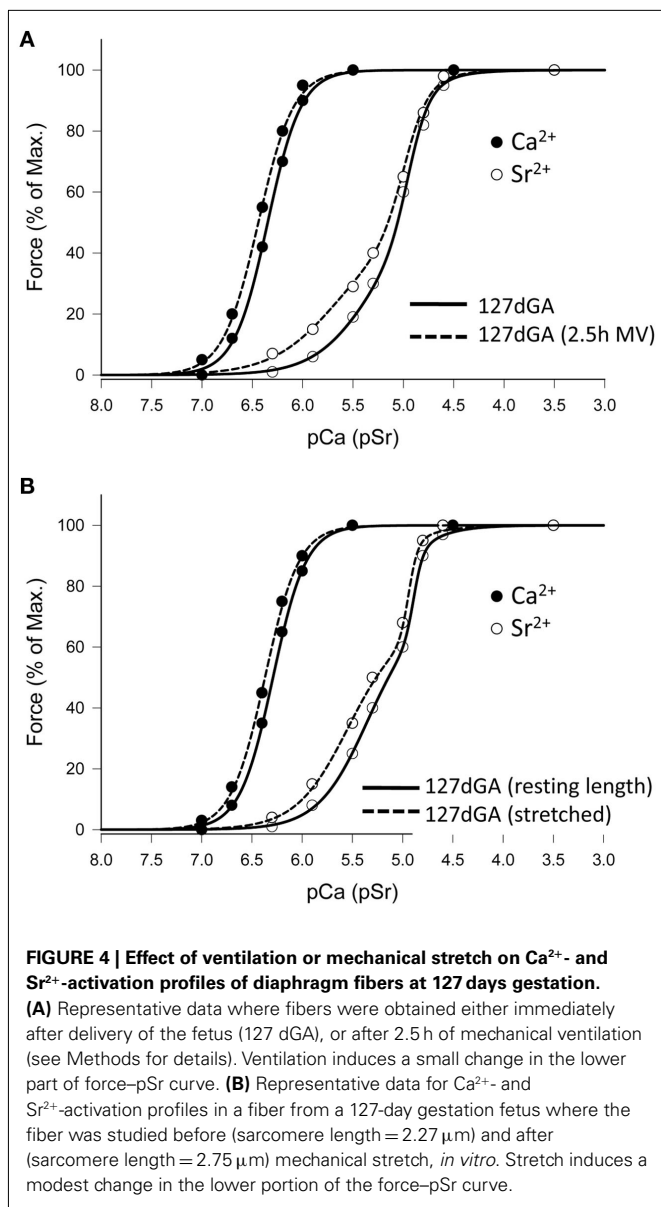 A
100
80
60
40
20
0
Force (% of Max.)
Ca²⁺
Sr²⁺
127dGA
127dGA (2.5h MV)
8.0 7.5 7.0 6.5 6.0 5.5 5.0 4.5 4.0 3.5 3.0
pCa (pSr)
B
100
80
60
40
20
0
Force (% of Max.)
Ca²⁺
Sr²⁺
127dGA (resting length)
127dGA (stretched)
8.0 7.5 7.0 6.5 6.0 5.5 5.0 4.5 4.0 3.5 3.0
pCa (pSr)
FIGURE 4 | Effect of ventilation or mechanical stretch on Ca²⁺- and
Sr²⁺-activation profiles of diaphragm fibers at 127 days gestation.
(A) Representative data where fibers were obtained either immediately
after delivery of the fetus (127 dGA), or after 2.5 h of mechanical ventilation
(see Methods for details). Ventilation induces a small change in the lower
part of force–pSr curve. (B) Representative data for Ca²⁺- and
Sr²⁺-activation profiles in a fiber from a 127-day gestation fetus where the
fiber was studied before (sarcomere length = 2.27 μm) and after
(sarcomere length = 2.75 μm) mechanical stretch, in vitro. Stretch induces a
modest change in the lower portion of the force–pSr curve.